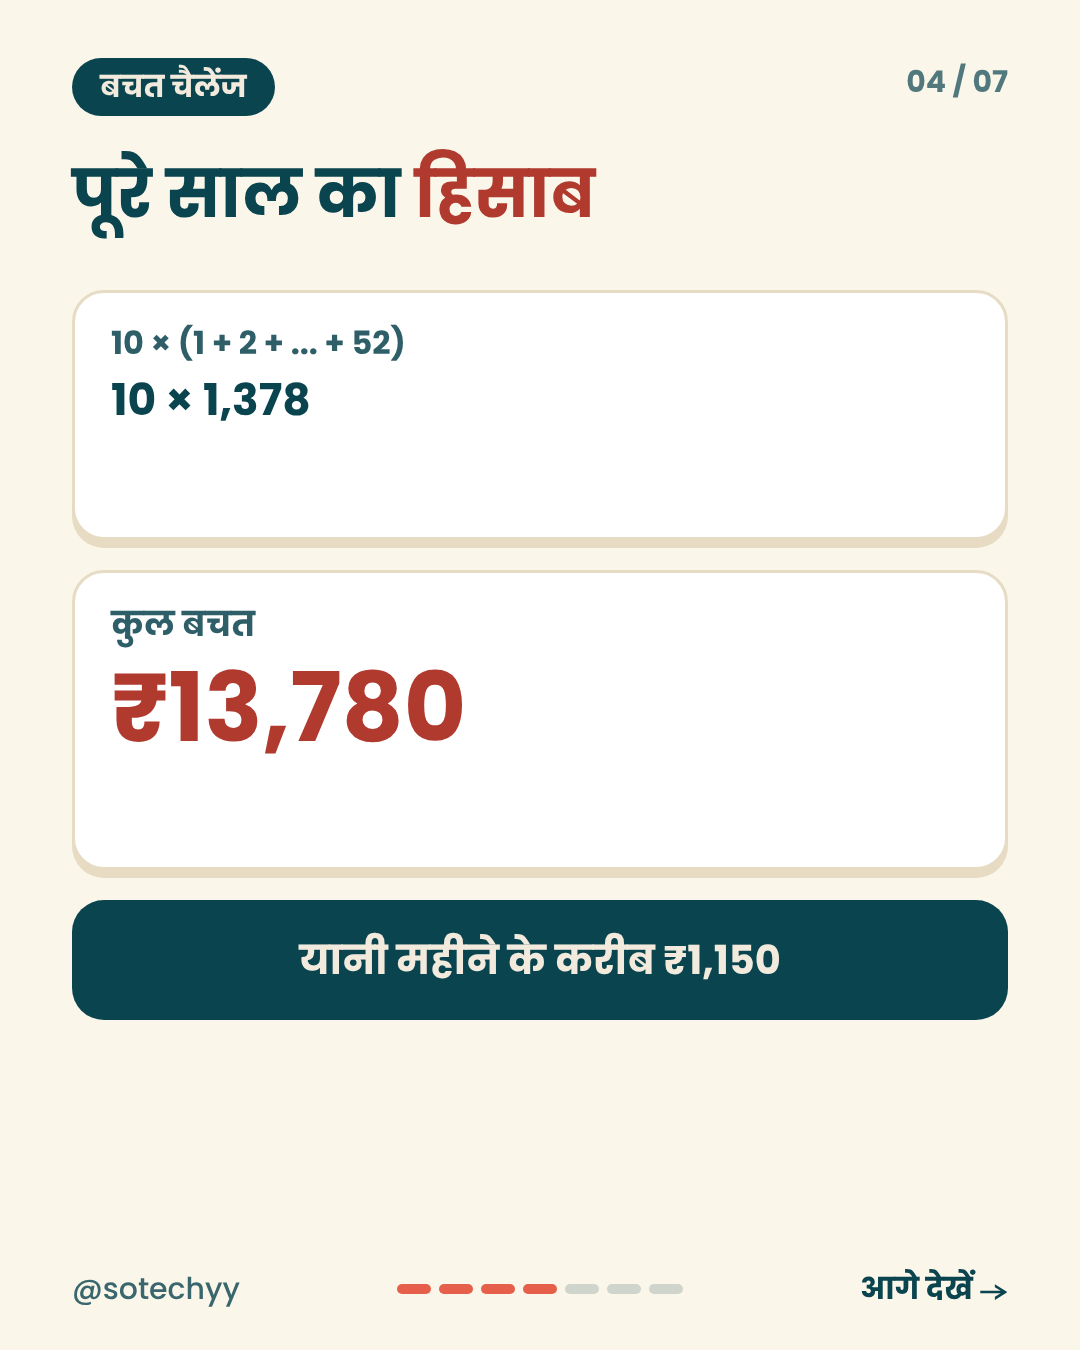 बचत चैलेंज
04 / 07
पूरे साल का हिसाब
10 × (1 + 2 + ... + 52)
10 × 1,378
कुल बचत
₹13,780
यानी महीने के करीब ₹1,150
@sotechyy
आगे देखें →